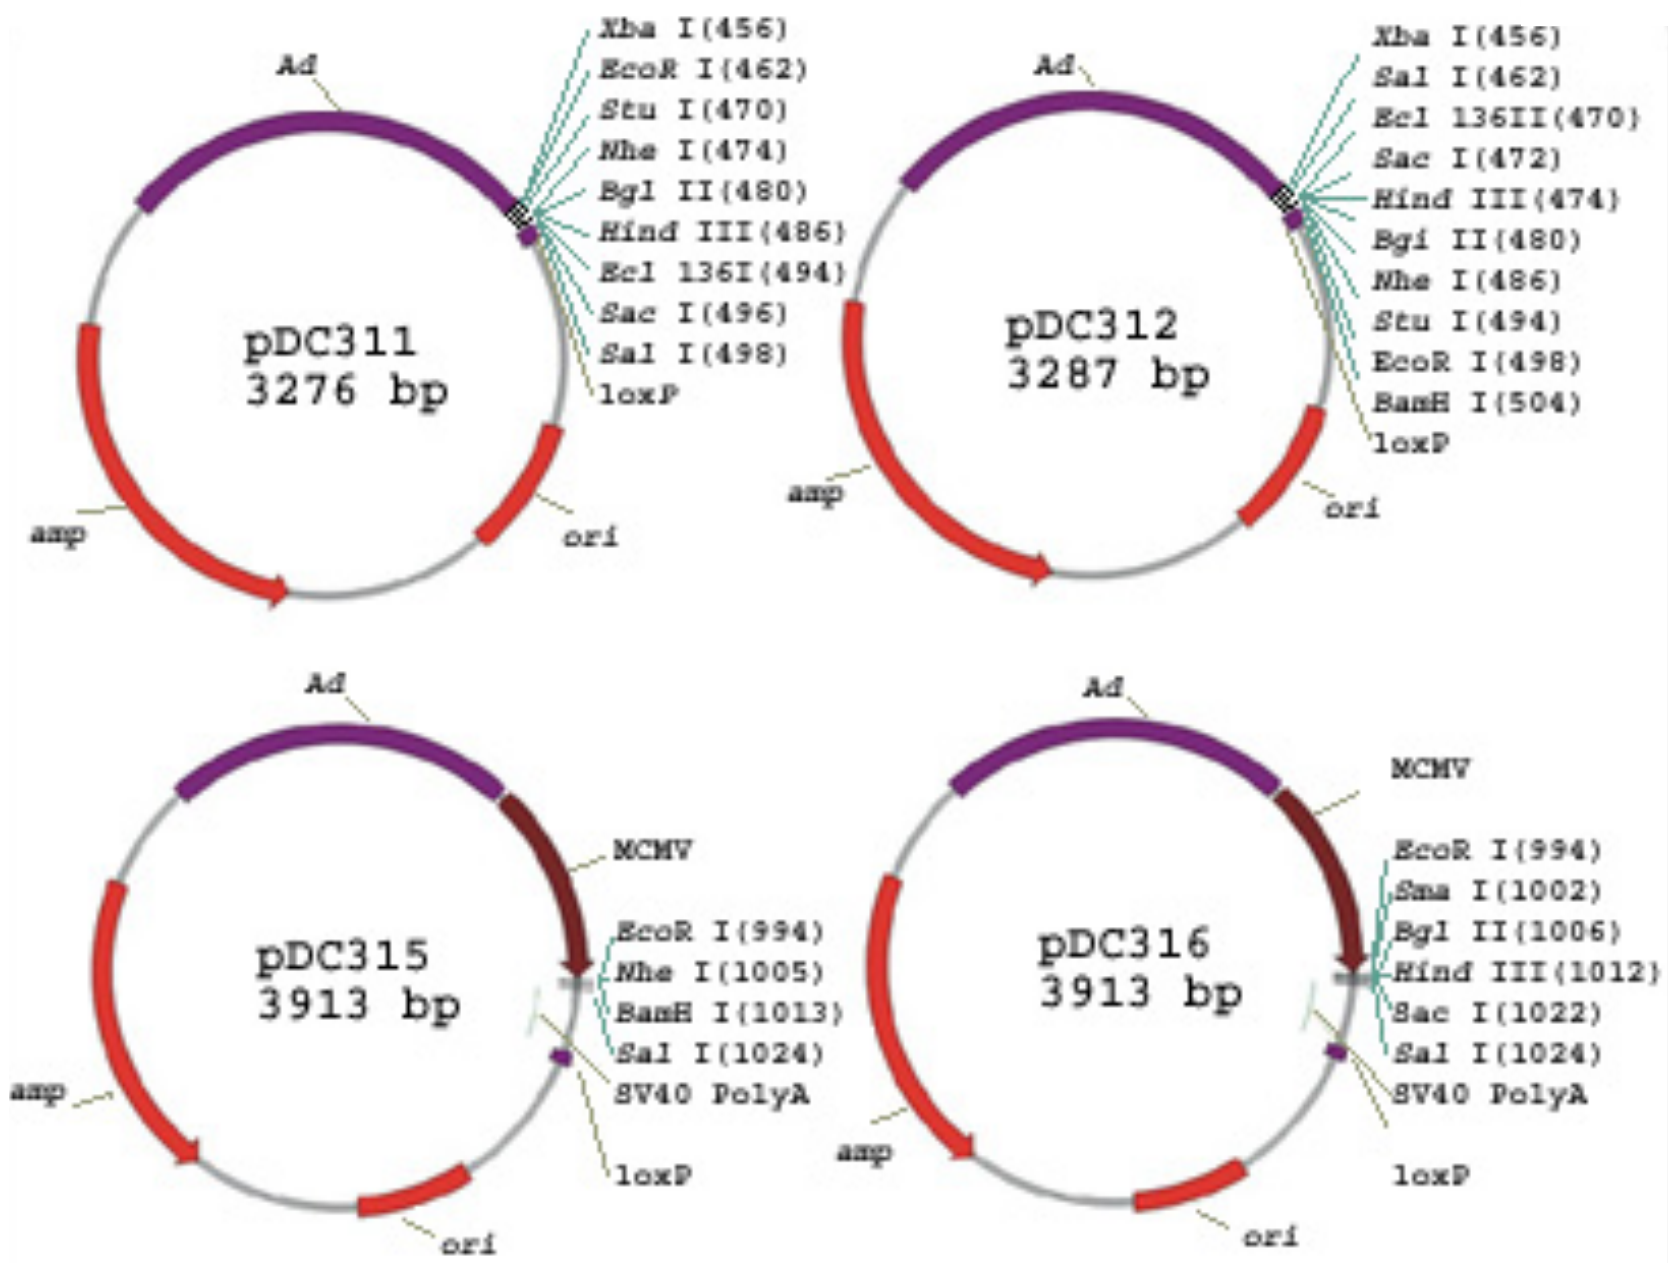 Ad
Xba I(456)
EcoR I(462)
Stu I(470)
Nhe I(474)
Bgl II(480)
Hind III(486)
Ecl 136I(494)
Sac I(496)
Sal I(498)
loxP
pDC311
3276 bp
amp
ori
Ad
Xba I(456)
Sal I(462)
Ecl 136II(470)
Sac I(472)
Hind III(474)
Bgi II(480)
Nhe I(486)
Stu I(494)
EcoR I(498)
BamH I(504)
loxP
pDC312
3287 bp
amp
ori
Ad
MCMV
EcoR I(994)
Nhe I(1005)
BamH I(1013)
Sal I(1024)
SV40 PolyA
loxP
pDC315
3913 bp
amp
ori
Ad
MCMV
EcoR I(994)
Sma I(1002)
Bgl II(1006)
Hind III(1012)
Sac I(1022)
Sal I(1024)
SV40 PolyA
loxP
pDC316
3913 bp
amp
ori